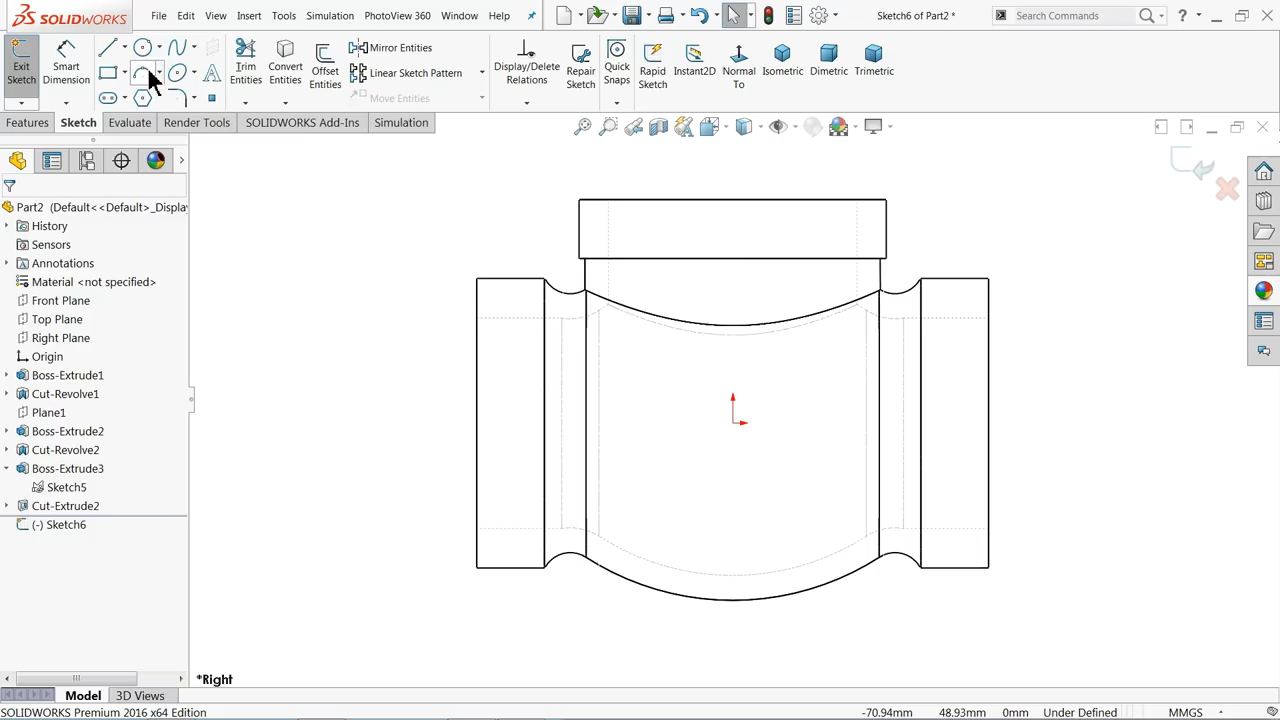 SOLIDWORKS
File Edit View Insert Tools Simulation PhotoView 360 Window Help
Sketch6 of Part2 *
Search Commands
?
Exit Sketch
Smart Dimension
Trim Entities
Convert Entities
Offset Entities
Mirror Entities
Linear Sketch Pattern
Move Entities
Display/Delete Relations
Repair Sketch
Quick Snaps
Rapid Sketch
Instant2D
Normal To
Isometric
Dimetric
Trimetric
Features Sketch Evaluate Render Tools SOLIDWORKS Add-Ins Simulation
Part2 (Default<<Default>_Display
History
Sensors
Annotations
Material <not specified>
Front Plane
Top Plane
Right Plane
Origin
Boss-Extrude1
Cut-Revolve1
Plane1
Boss-Extrude2
Cut-Revolve2
Boss-Extrude3
Sketch5
Cut-Extrude2
(-) Sketch6
*Right
Model 3D Views
SOLIDWORKS Premium 2016 x64 Edition -70.94mm 48.93mm 0mm Under Defined MMGS